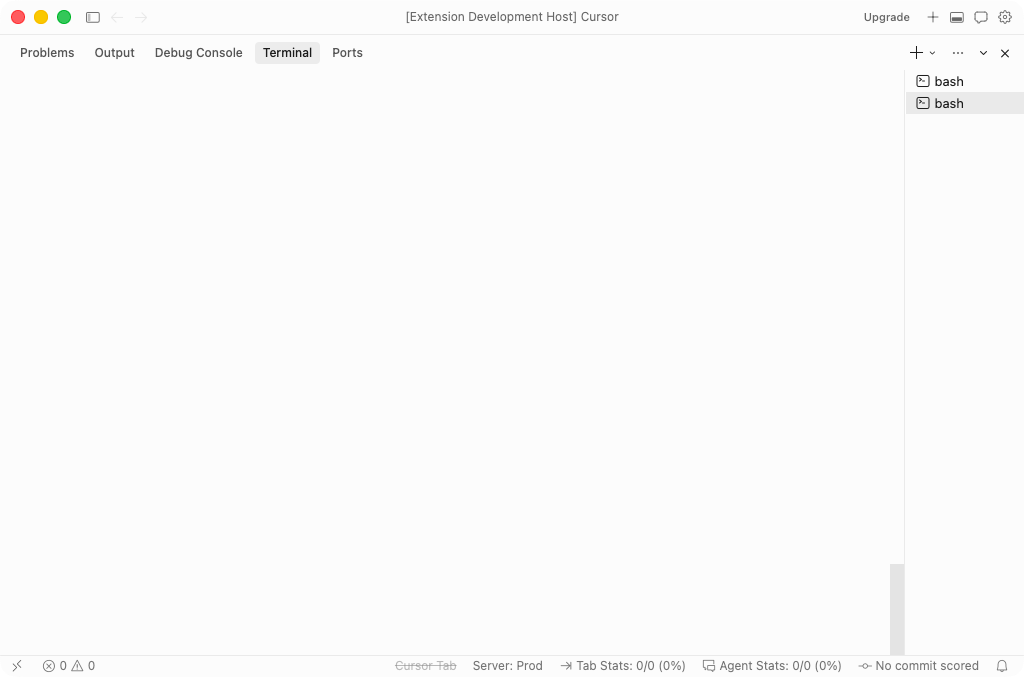 [Extension Development Host] Cursor
Upgrade
Problems Output Debug Console Terminal Ports
bash
bash
0 0 Cursor Tab Server: Prod Tab Stats: 0/0 (0%) Agent Stats: 0/0 (0%) No commit scored